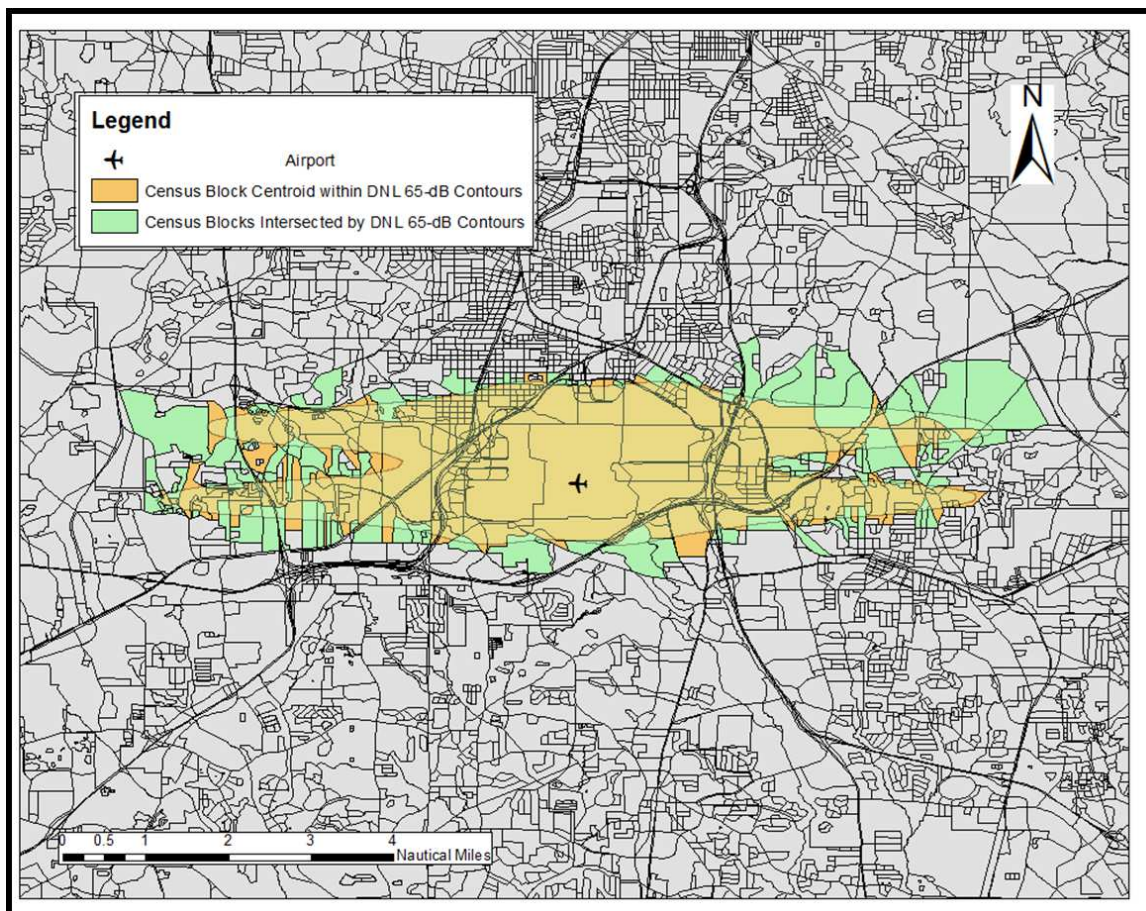 N
Legend
Airport
Census Block Centroid within DNL 65-dB Contours
Census Blocks Intersected by DNL 65-dB Contours
0 0.5 1 2 3 4
Nautical Miles